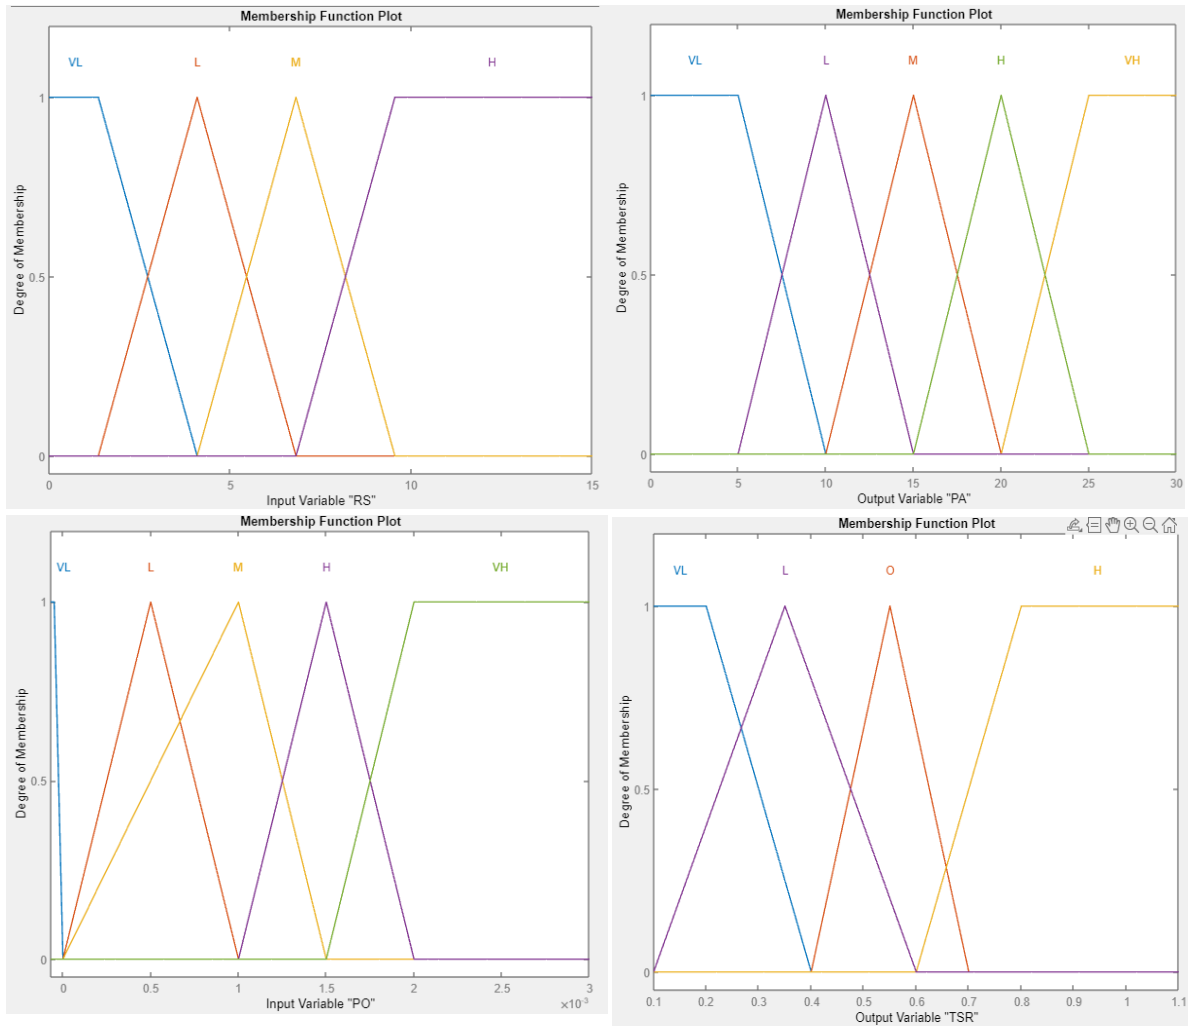 Membership Function Plot
VL L M H
1
0.5
0
Degree of Membership
0 5 10 15
Input Variable "RS"
Membership Function Plot
VL L M H VH
1
0.5
0
Degree of Membership
0 5 10 15 20 25 30
Output Variable "PA"
Membership Function Plot
VL L M H VH
1
0.5
0
Degree of Membership
0 0.5 1 1.5 2 2.5 3
Input Variable "PO"
×10⁻³
Membership Function Plot
VL L O H
1
0.5
0
Degree of Membership
0.1 0.2 0.3 0.4 0.5 0.6 0.7 0.8 0.9 1 1.1
Output Variable "TSR"